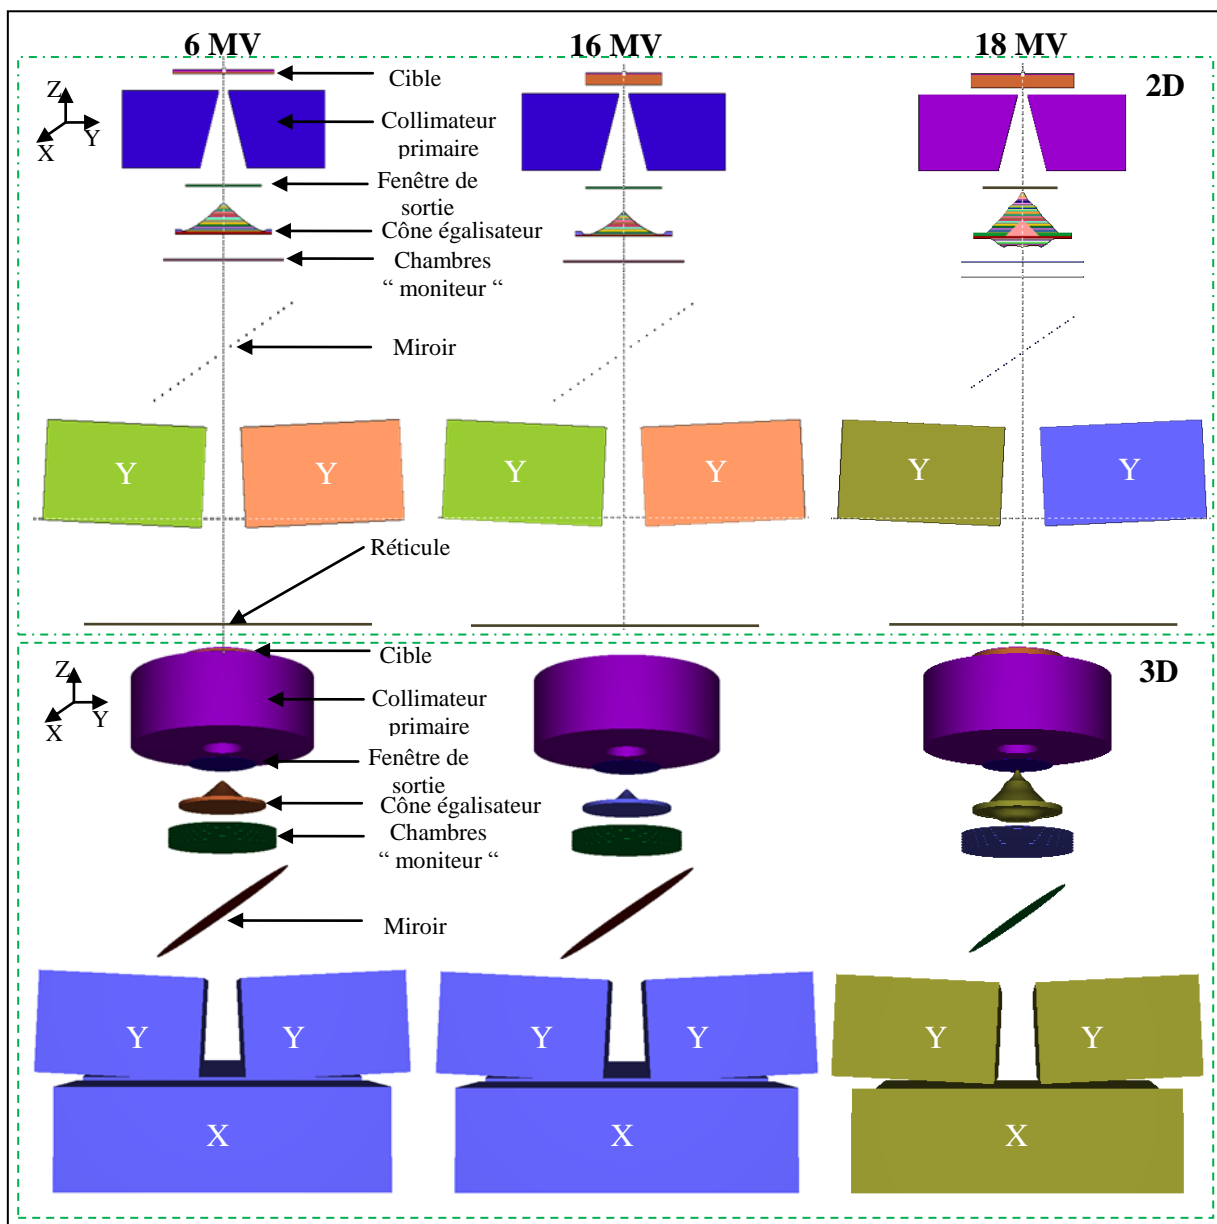 6 MV 16 MV 18 MV
2D
Z
X Y
Cible
Collimateur
primaire
Fenêtre de
sortie
Cône égalisateur
Chambres
“ moniteur “
Miroir
Y Y Y Y Y Y
Réticule
3D
Z
X Y
Cible
Collimateur
primaire
Fenêtre de
sortie
Cône égalisateur
Chambres
“ moniteur “
Miroir
Y Y Y Y Y Y
X X X